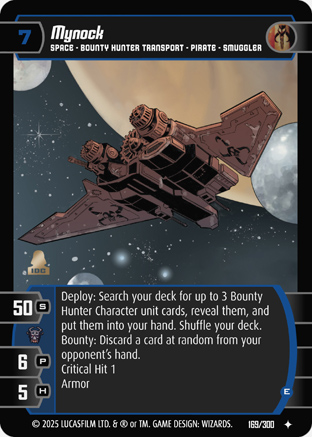 7
Mynock
SPACE - BOUNTY HUNTER TRANSPORT - PIRATE - SMUGGLER
IDC
50 S
6 P
5 H
Deploy: Search your deck for up to 3 Bounty
Hunter Character unit cards, reveal them, and
put them into your hand. Shuffle your deck.
Bounty: Discard a card at random from your
opponent's hand.
Critical Hit 1
Armor
E
© 2025 LUCASFILM LTD. & ® or TM. GAME DESIGN: WIZARDS.
169/300